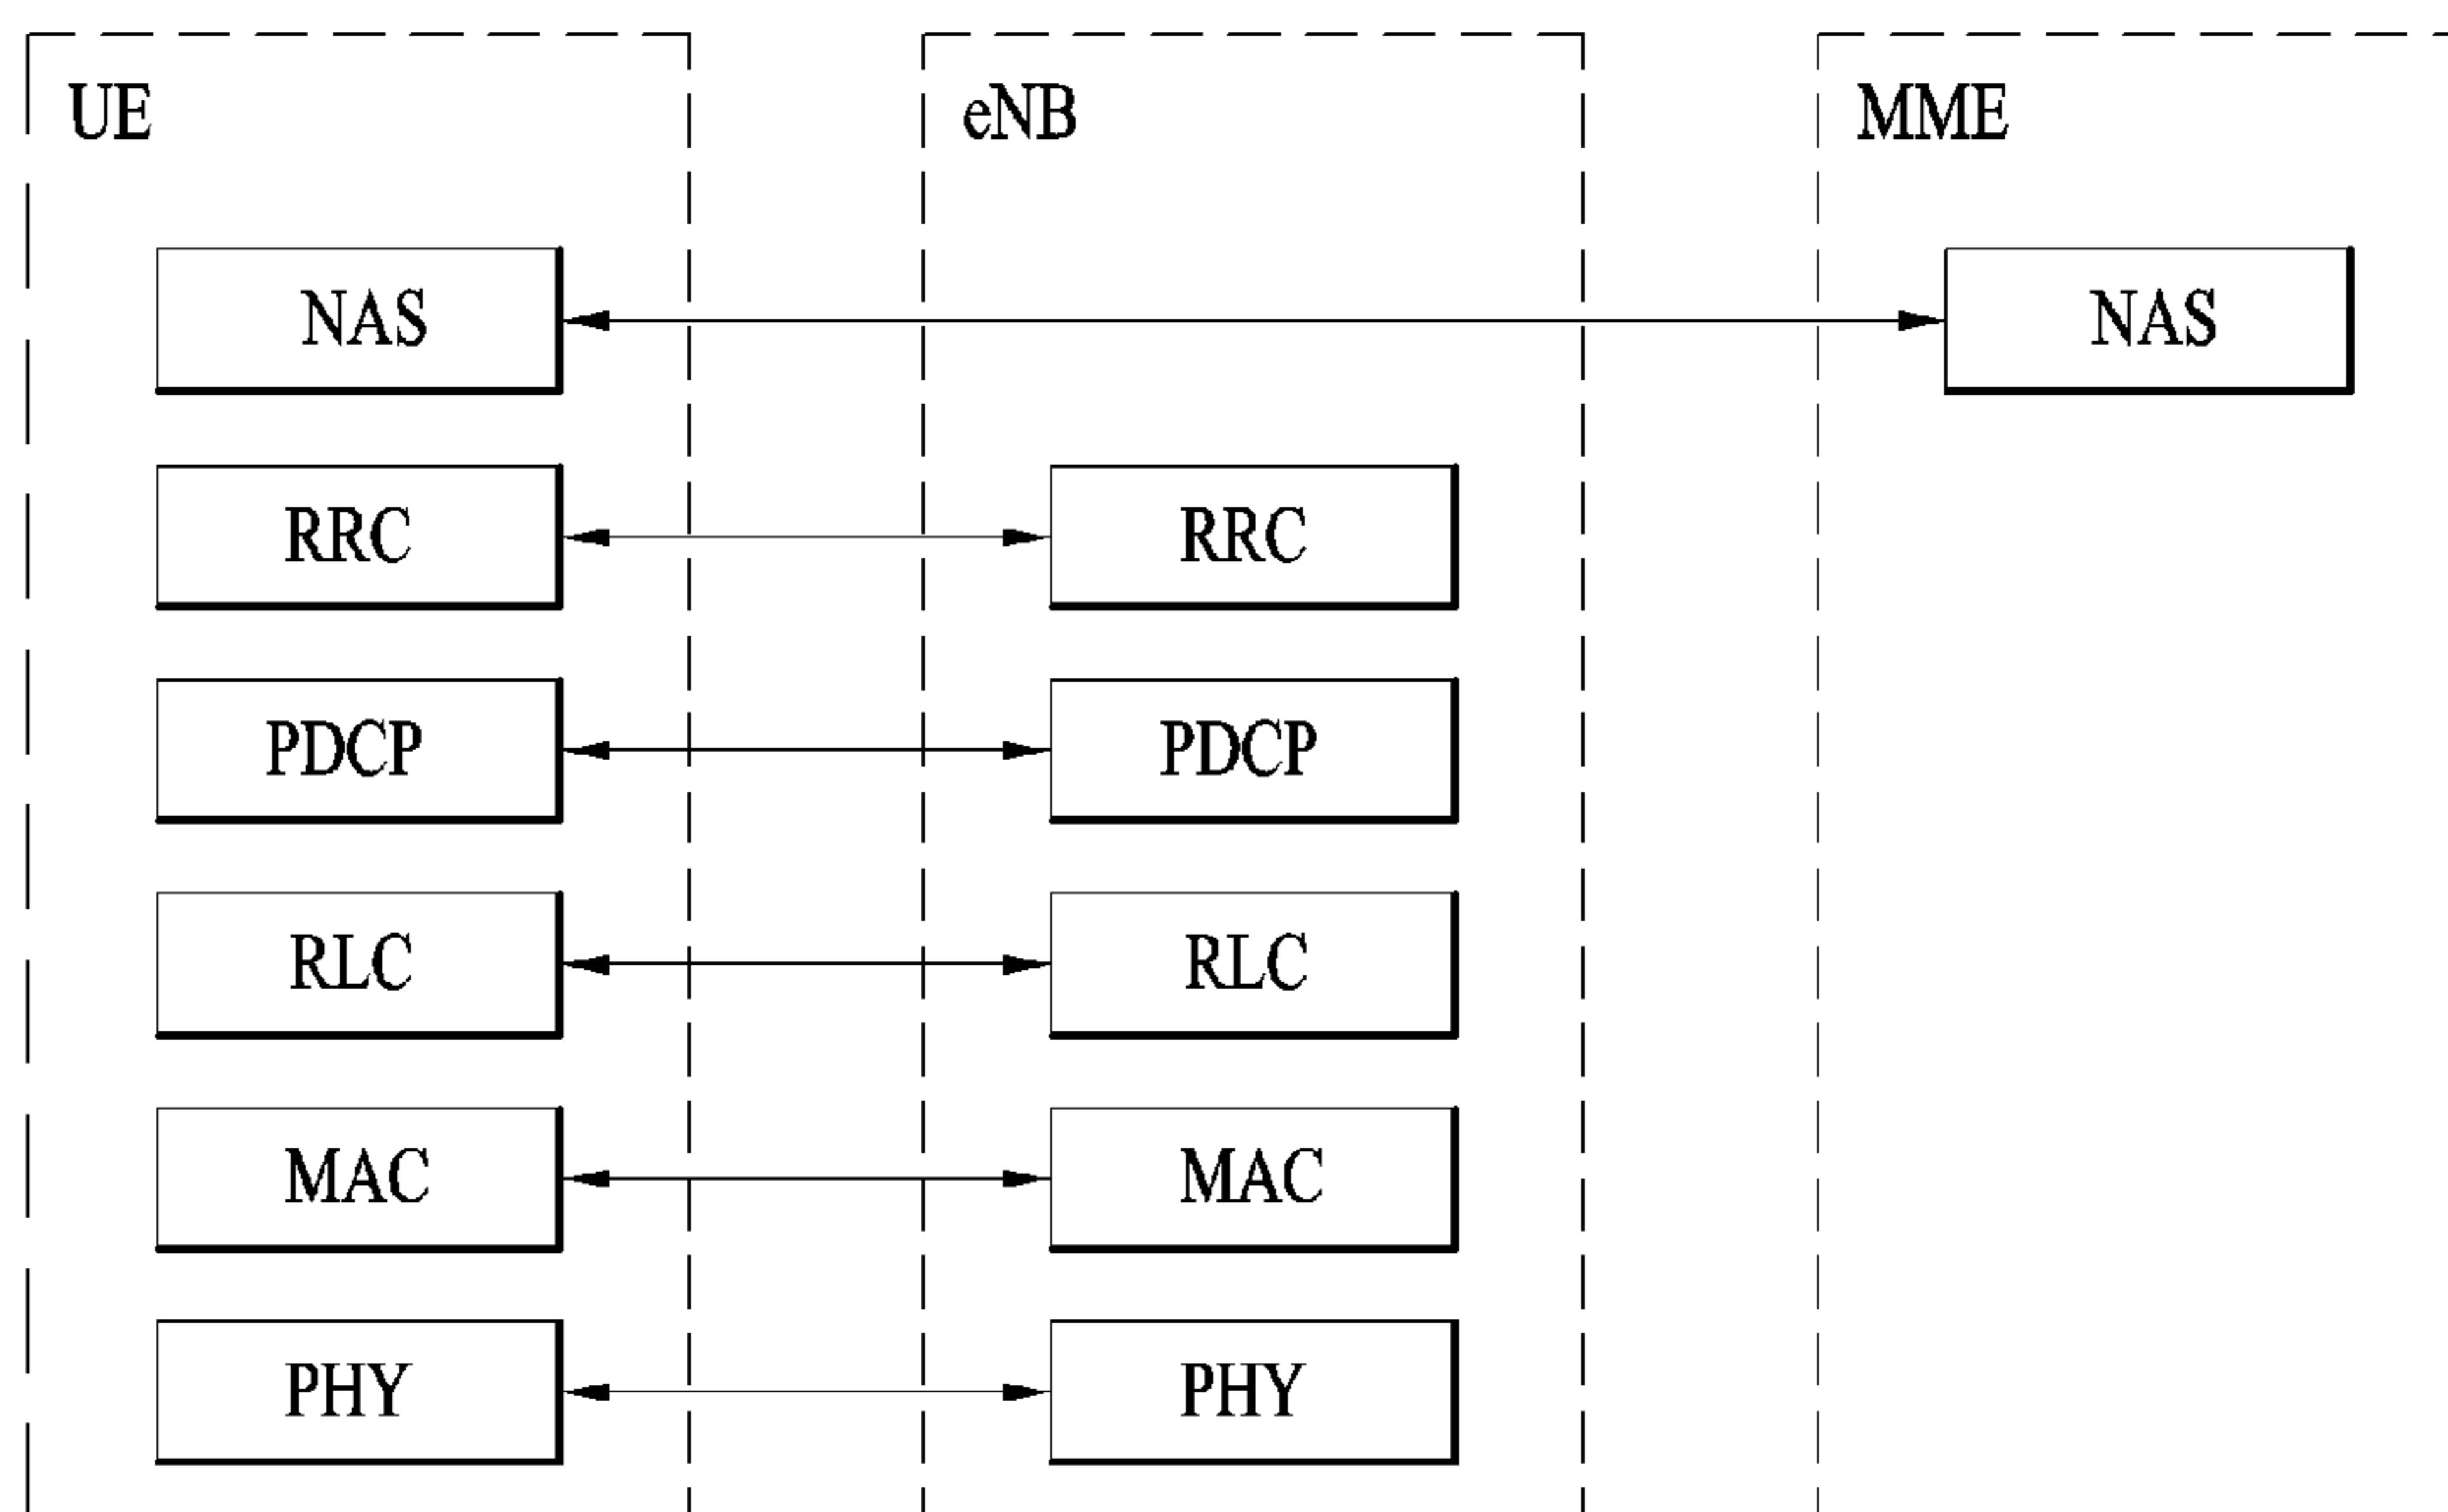 UE eNB MME
NAS NAS
RRC RRC
PDCP PDCP
RLC RLC
MAC MAC
PHY PHY